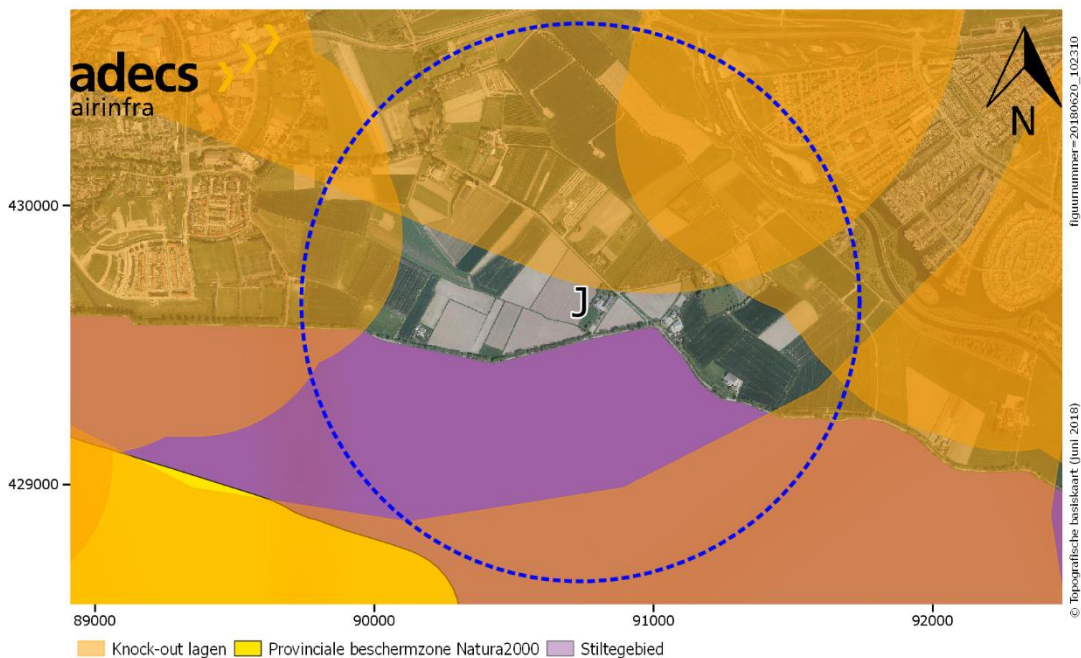 adecs
airinfra
N
figuurnummer=20180620_102310
430000
J
429000
© Topografische basiskaart (juni 2018)
89000 90000 91000 92000
Knock-out lagen Provinciale beschermzone Natura2000 Stiltegebied